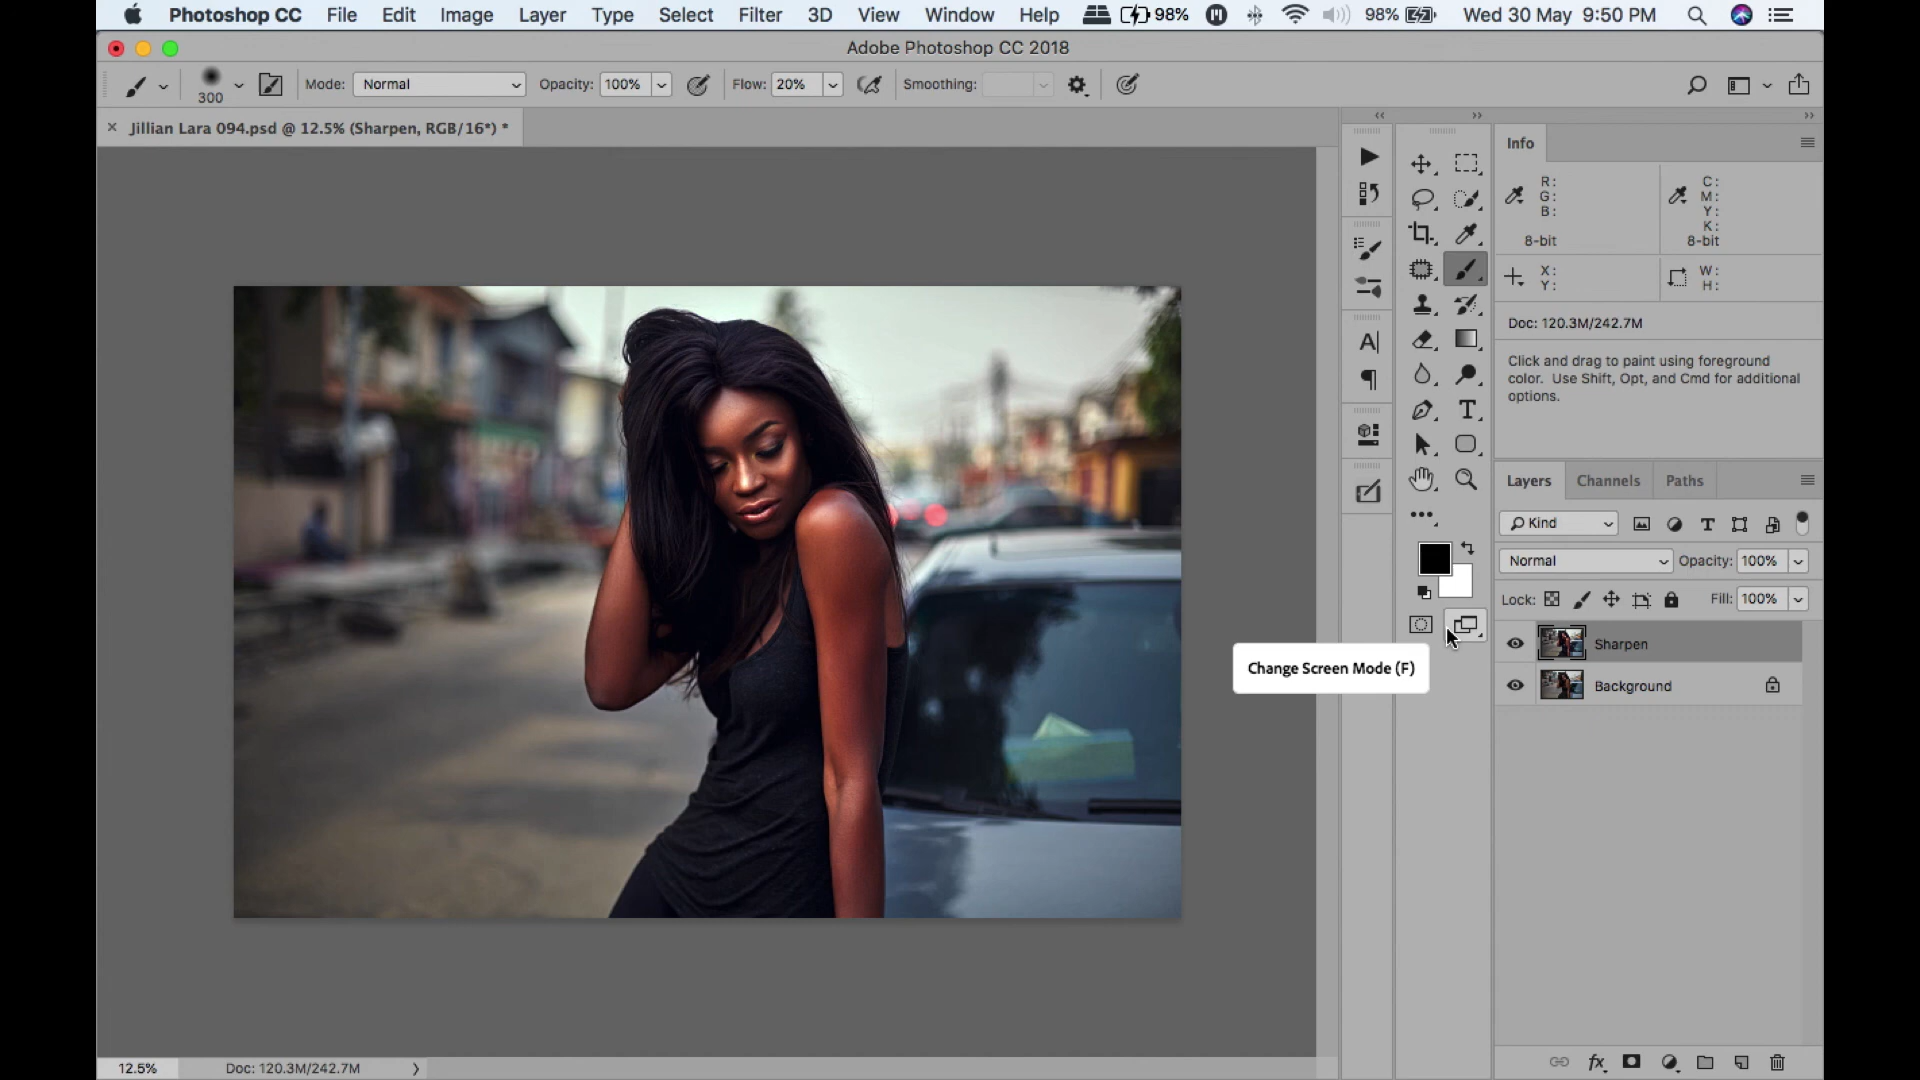 Photoshop CC File Edit Image Layer Type Select Filter 3D View Window Help 98% 98% Wed 30 May 9:50 PM
Adobe Photoshop CC 2018
300 Mode: Normal Opacity: 100% Flow: 20% Smoothing:
Jillian Lara 094.psd @ 12.5% (Sharpen, RGB/16*) *
Info
R:
G:
B:
8-bit
C:
M:
Y:
K:
8-bit
X:
Y:
W:
H:
Doc: 120.3M/242.7M
Click and drag to paint using foreground
color. Use Shift, Opt, and Cmd for additional
options.
Layers Channels Paths
Kind
Normal Opacity: 100%
Lock: Fill: 100%
Sharpen
Background
Change Screen Mode (F)
12.5% Doc: 120.3M/242.7M